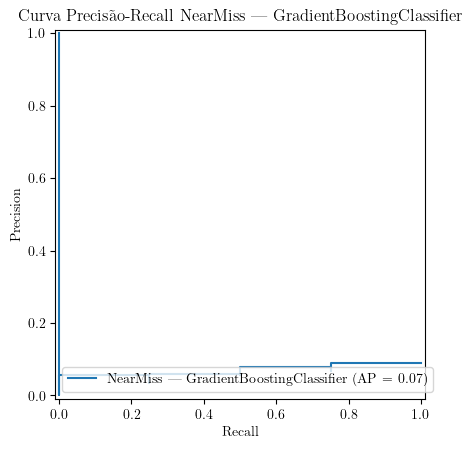 Curva Precisão-Recall NearMiss — GradientBoostingClassifier
1.0
0.8
0.6
0.4
0.2
0.0
Precision
NearMiss — GradientBoostingClassifier (AP = 0.07)
0.0 0.2 0.4 0.6 0.8 1.0
Recall